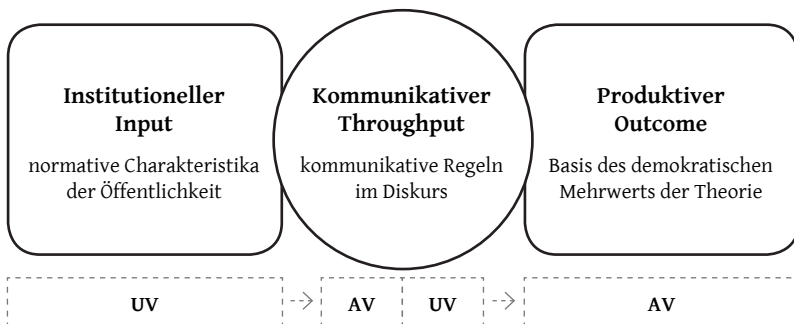 Institutioneller
Input
normative Charakteristika
der Öffentlichkeit
Kommunikativer
Throughput
kommunikative Regeln
im Diskurs
Produktiver
Outcome
Basis des demokratischen
Mehrwerts der Theorie
UV
AV
UV
AV